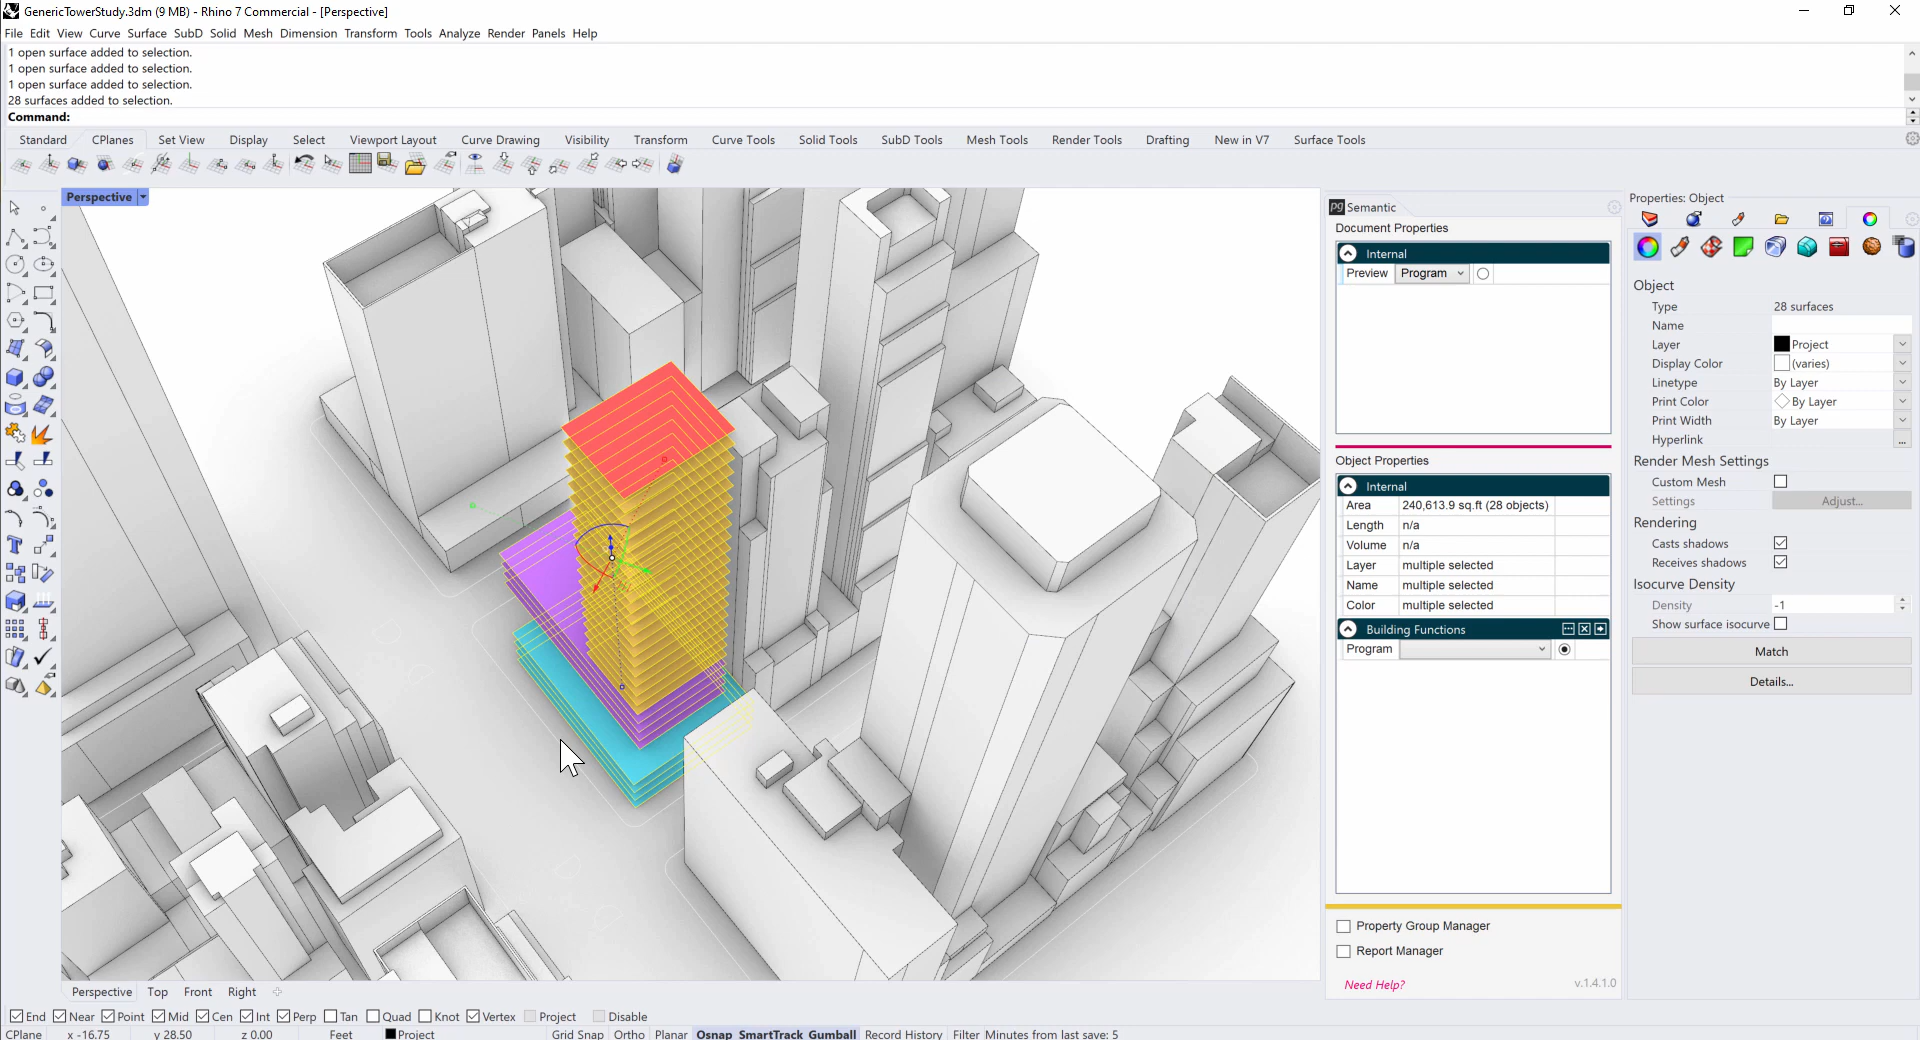 GenericTowerStudy.3dm (9 MB) - Rhino 7 Commercial - [Perspective]
File Edit View Curve Surface SubD Solid Mesh Dimension Transform Tools Analyze Render Panels Help
1 open surface added to selection.
1 open surface added to selection.
1 open surface added to selection.
28 surfaces added to selection.
Command:
Standard CPlanes Set View Display Select Viewport Layout Curve Drawing Visibility Transform Curve Tools Solid Tools SubD Tools Mesh Tools Render Tools Drafting New in V7 Surface Tools
Perspective
pg Semantic
Document Properties
Internal
Preview Program
Object Properties
Internal
Area 240,613.9 sq.ft (28 objects)
Length n/a
Volume n/a
Layer multiple selected
Name multiple selected
Color multiple selected
Building Functions
Program
Property Group Manager
Report Manager
Need Help? v.1.4.1.0
Properties: Object
Object
Type 28 surfaces
Name
Layer Project
Display Color (varies)
Linetype By Layer
Print Color By Layer
Print Width By Layer
Hyperlink ...
Render Mesh Settings
Custom Mesh
Settings Adjust...
Rendering
Casts shadows
Receives shadows
Isocurve Density
Density -1
Show surface isocurve
Match
Details...
Perspective Top Front Right
End Near Point Mid Cen Int Perp Tan Quad Knot Vertex Project Disable
CPlane x -16.75 y 28.50 z 0.00 Feet Project Grid Snap Ortho Planar Osnap SmartTrack Gumball Record History Filter Minutes from last save: 5